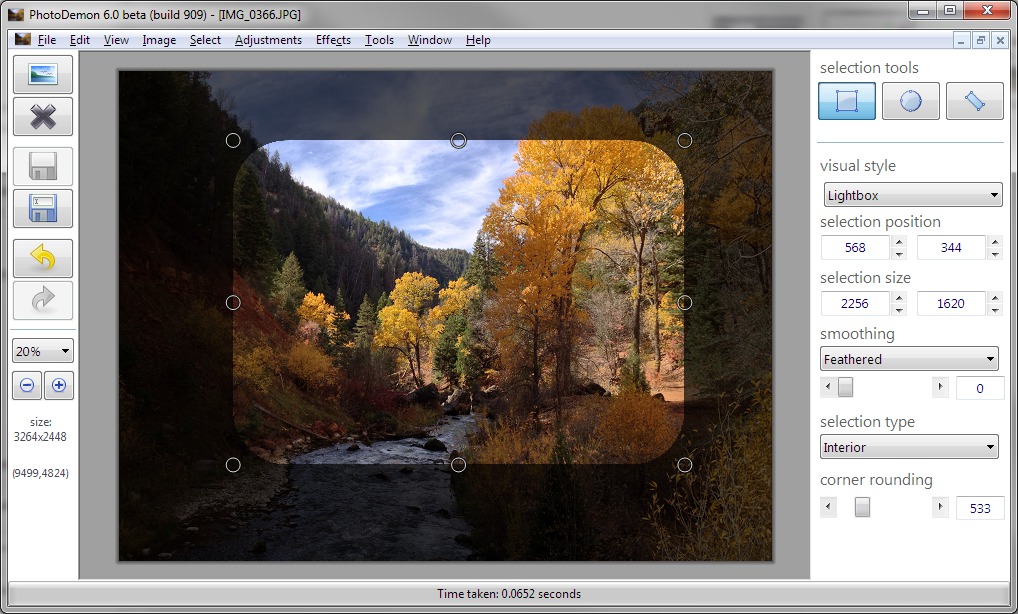 PhotoDemon 6.0 beta (build 909) - [IMG_0366.JPG]
File Edit View Image Select Adjustments Effects Tools Window Help
selection tools
visual style
Lightbox
selection position
568 344
selection size
2256 1620
smoothing
Feathered
0
selection type
Interior
corner rounding
533
20%
size:
3264x2448
(9499,4824)
Time taken: 0.0652 seconds